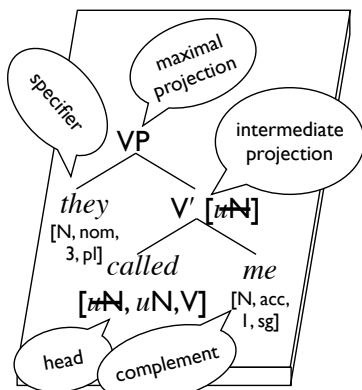 maximal
projection
specifier
VP
intermediate
projection
they
V′ [uN]
[N, nom,
3, pl]
called
me
[uN, uN, V]
[N, acc,
1, sg]
head
complement